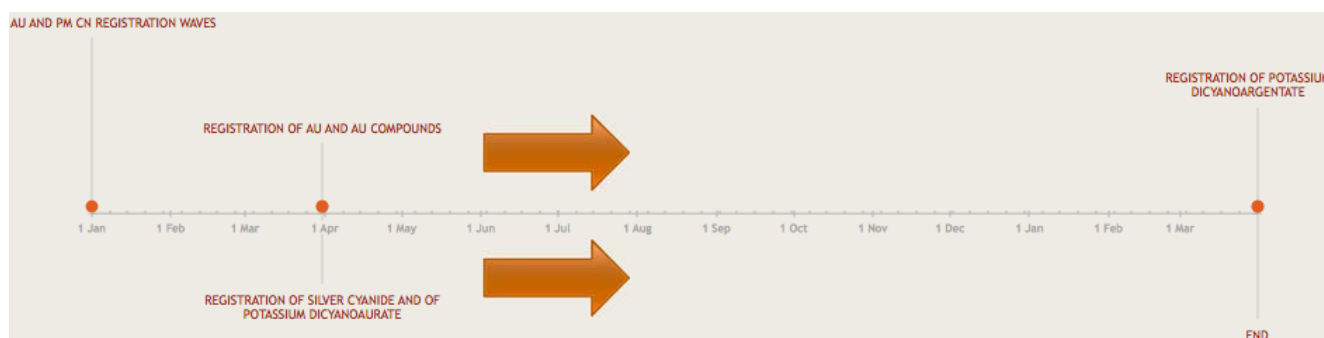 AU AND PM CN REGISTRATION WAVES
REGISTRATION OF POTASSIUM
DICYANOARGENTATE
REGISTRATION OF AU AND AU COMPOUNDS
1 Jan 1 Feb 1 Mar 1 Apr 1 May 1 Jun 1 Jul 1 Aug 1 Sep 1 Oct 1 Nov 1 Dec 1 Jan 1 Feb 1 Mar
REGISTRATION OF SILVER CYANIDE AND OF
POTASSIUM DICYANOAURATE
END